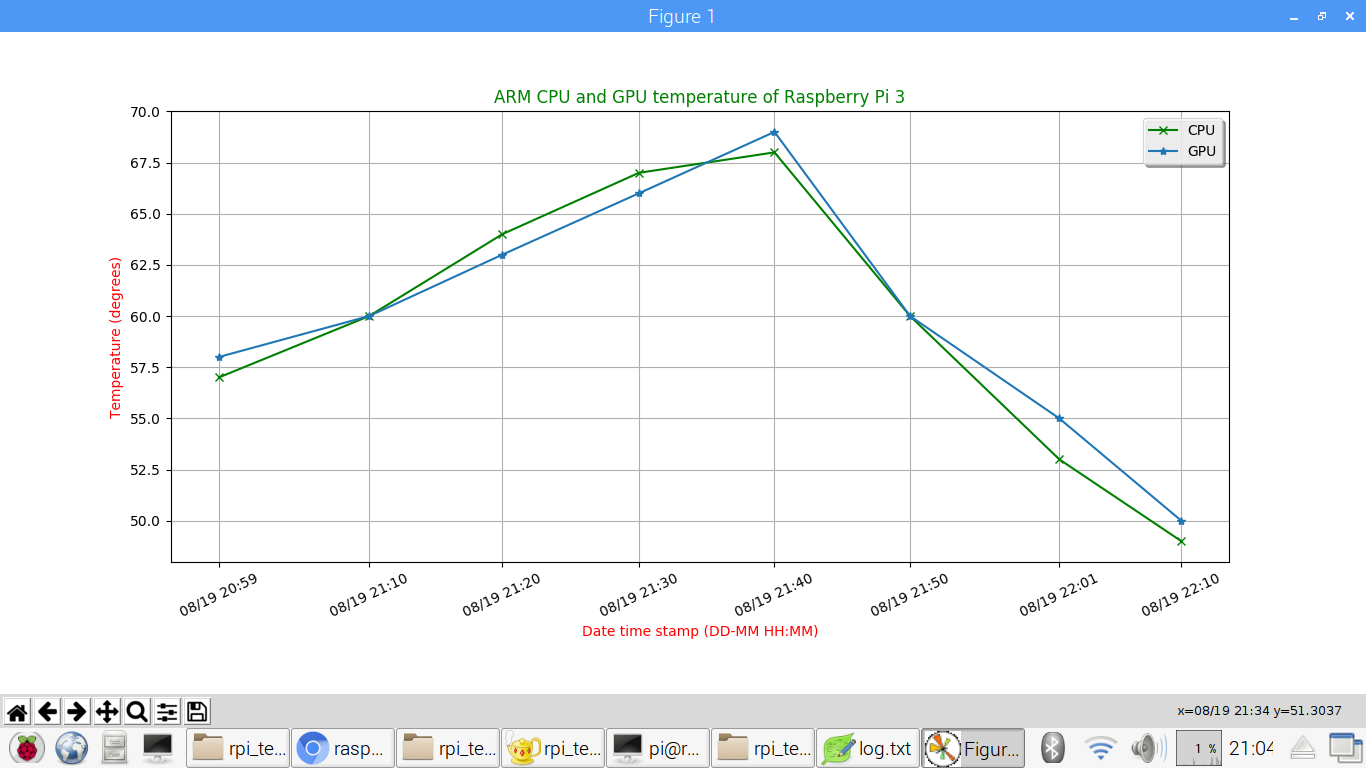 Figure 1
ARM CPU and GPU temperature of Raspberry Pi 3
CPU
GPU
Temperature (degrees)
70.0
67.5
65.0
62.5
60.0
57.5
55.0
52.5
50.0
08/19 20:59
08/19 21:10
08/19 21:20
08/19 21:30
08/19 21:40
08/19 21:50
08/19 22:01
08/19 22:10
Date time stamp (DD-MM HH:MM)
x=08/19 21:34 y=51.3037
rpi_te... rasp... rpi_te... rpi_te... pi@r... rpi_te... log.txt Figur... 1 % 21:04